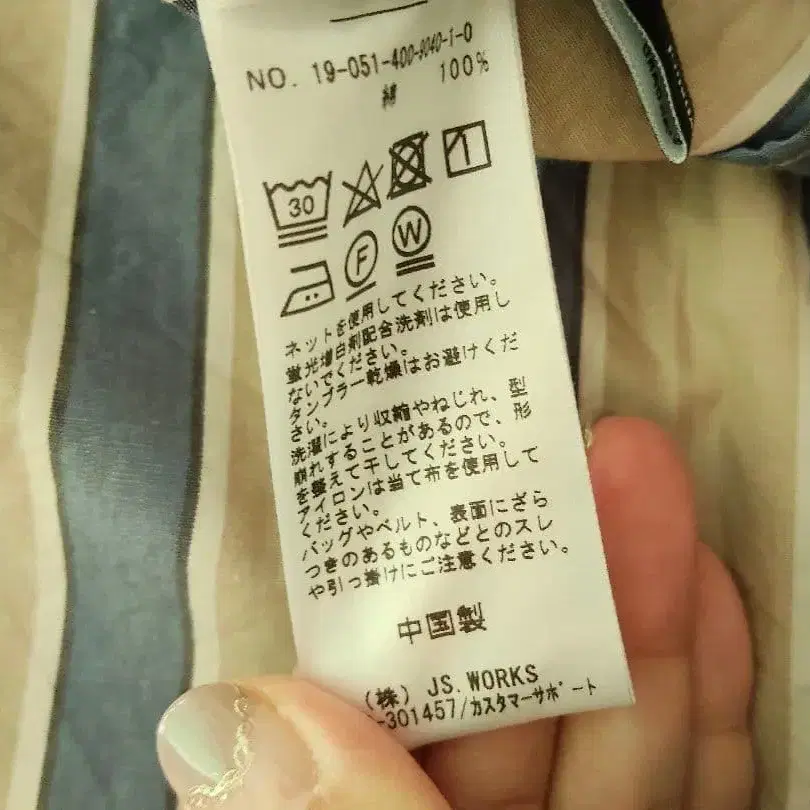 NO. 19-051-400-9040-1-0
綿 100%
30
F W
ネットを使用してください。
蛍光増白剤配合洗剤は使用し
ないでください。
タンブラー乾燥はお避けくだ
さい。
洗濯により収縮やねじれ、型
崩れすることがあるので、形
を整えて干してください。
アイロンは当て布を使用して
ください。
バッグやベルト、表面にざら
つきのあるものなどとのスレ
や引っ掛けにご注意ください。
中国製
(株) JS.WORKS
-301457/カスタマーサポート